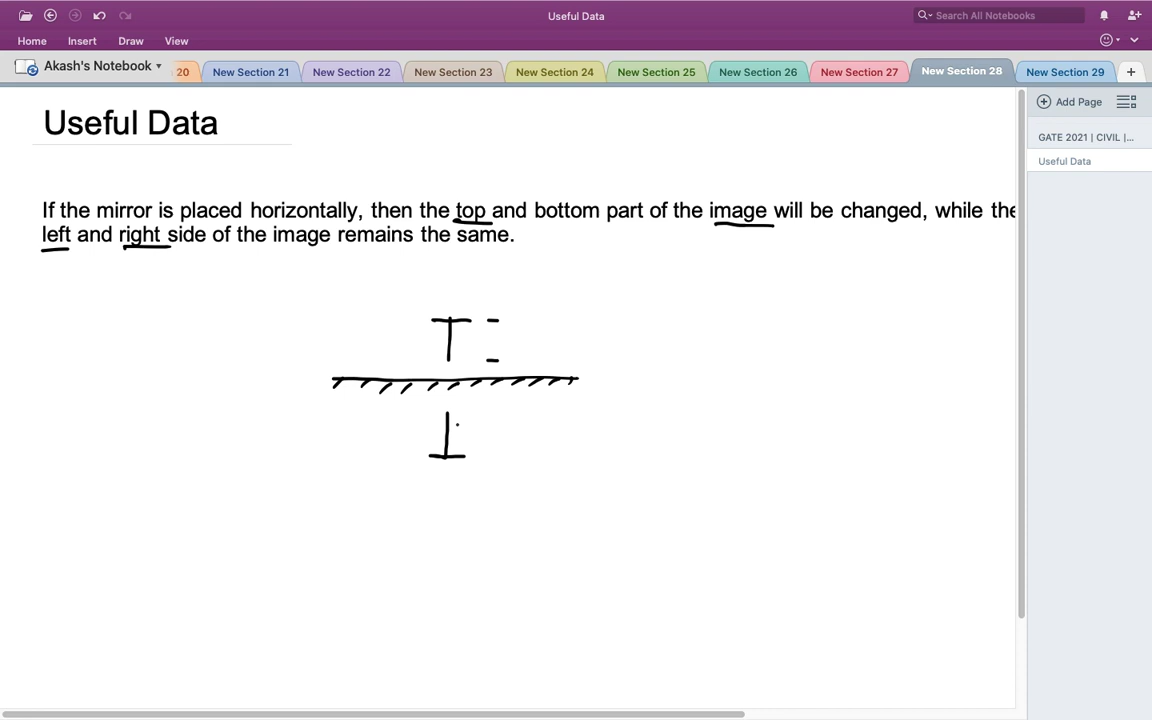 Useful Data
Search All Notebooks
Home Insert Draw View
Akash's Notebook 20 New Section 21 New Section 22 New Section 23 New Section 24 New Section 25 New Section 26 New Section 27 New Section 28 New Section 29
Useful Data
Add Page
GATE 2021 | CIVIL |...
Useful Data
If the mirror is placed horizontally, then the top and bottom part of the image will be changed, while the
left and right side of the image remains the same.
T